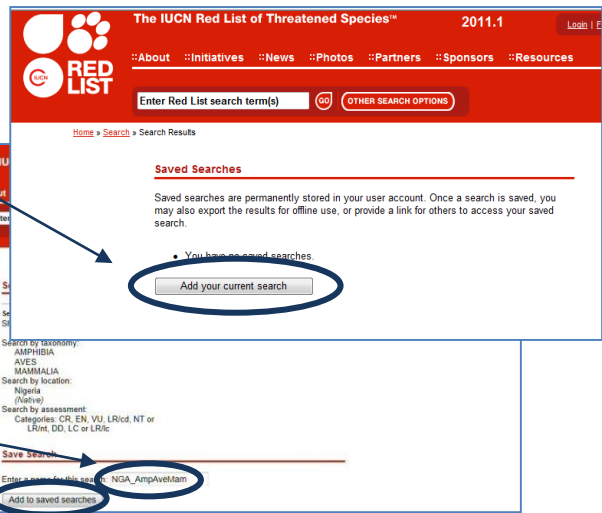 The IUCN Red List of Threatened Species™
2011.1
Login | F
::About ::Initiatives ::News ::Photos ::Partners ::Sponsors ::Resources
IUCN
RED
LIST
Enter Red List search term(s) GO OTHER SEARCH OPTIONS
Home » Search » Search Results
Saved Searches
Saved searches are permanently stored in your user account. Once a search is saved, you
may also export the results for offline use, or provide a link for others to access your saved
search.
• You have no saved searches.
Add your current search
Search by taxonomy:
AMPHIBIA
AVES
MAMMALIA
Search by location:
Nigeria
(Native)
Search by assessment:
Categories: CR, EN, VU, LR/cd, NT or
LR/nt, DD, LC or LR/lc
Save Search
Enter a name for this search: NGA_AmpAveMam
Add to saved searches